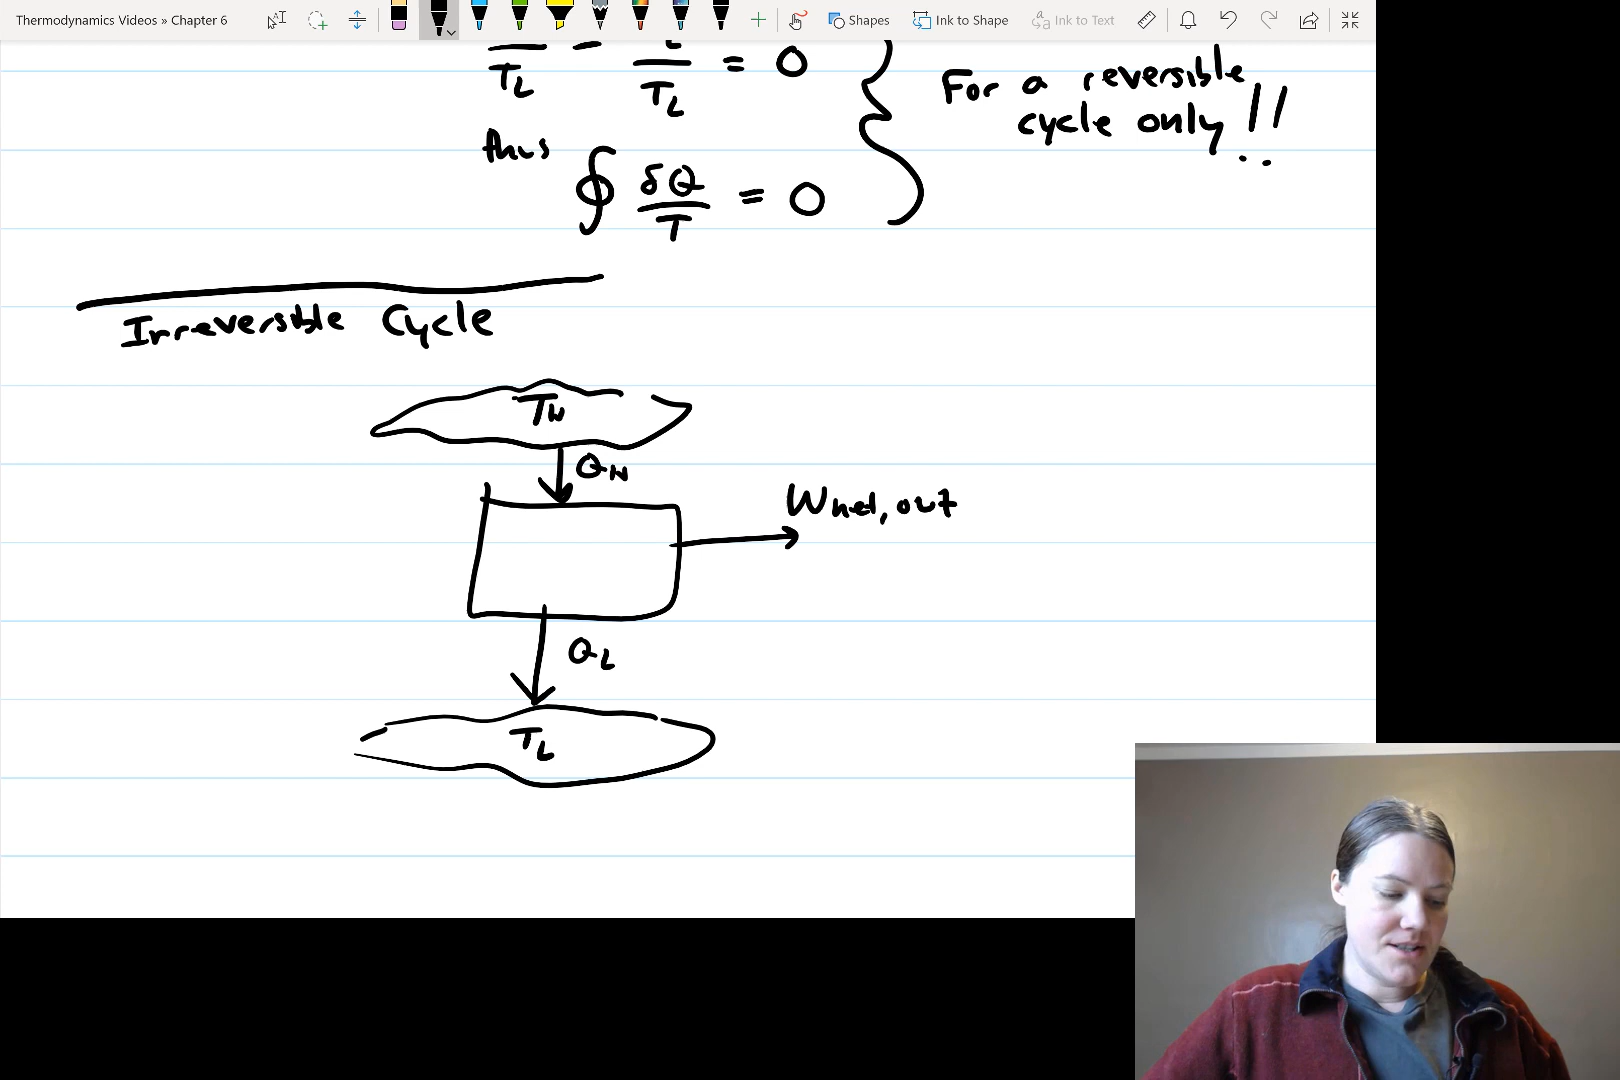 Thermodynamics Videos » Chapter 6
Shapes
Ink to Shape
Ink to Text
T_L T_L = 0
For a reversible
cycle only!!
thus
∮ δQ/T = 0
Irreversible Cycle
T_H
Q_H
W_net, out
Q_L
T_L